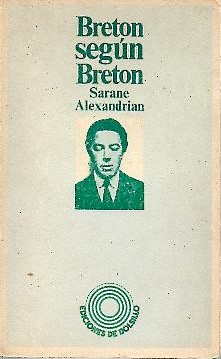 Breton
según
Breton
Sarane
Alexandrian
EDICIONES DE BOLSILLO